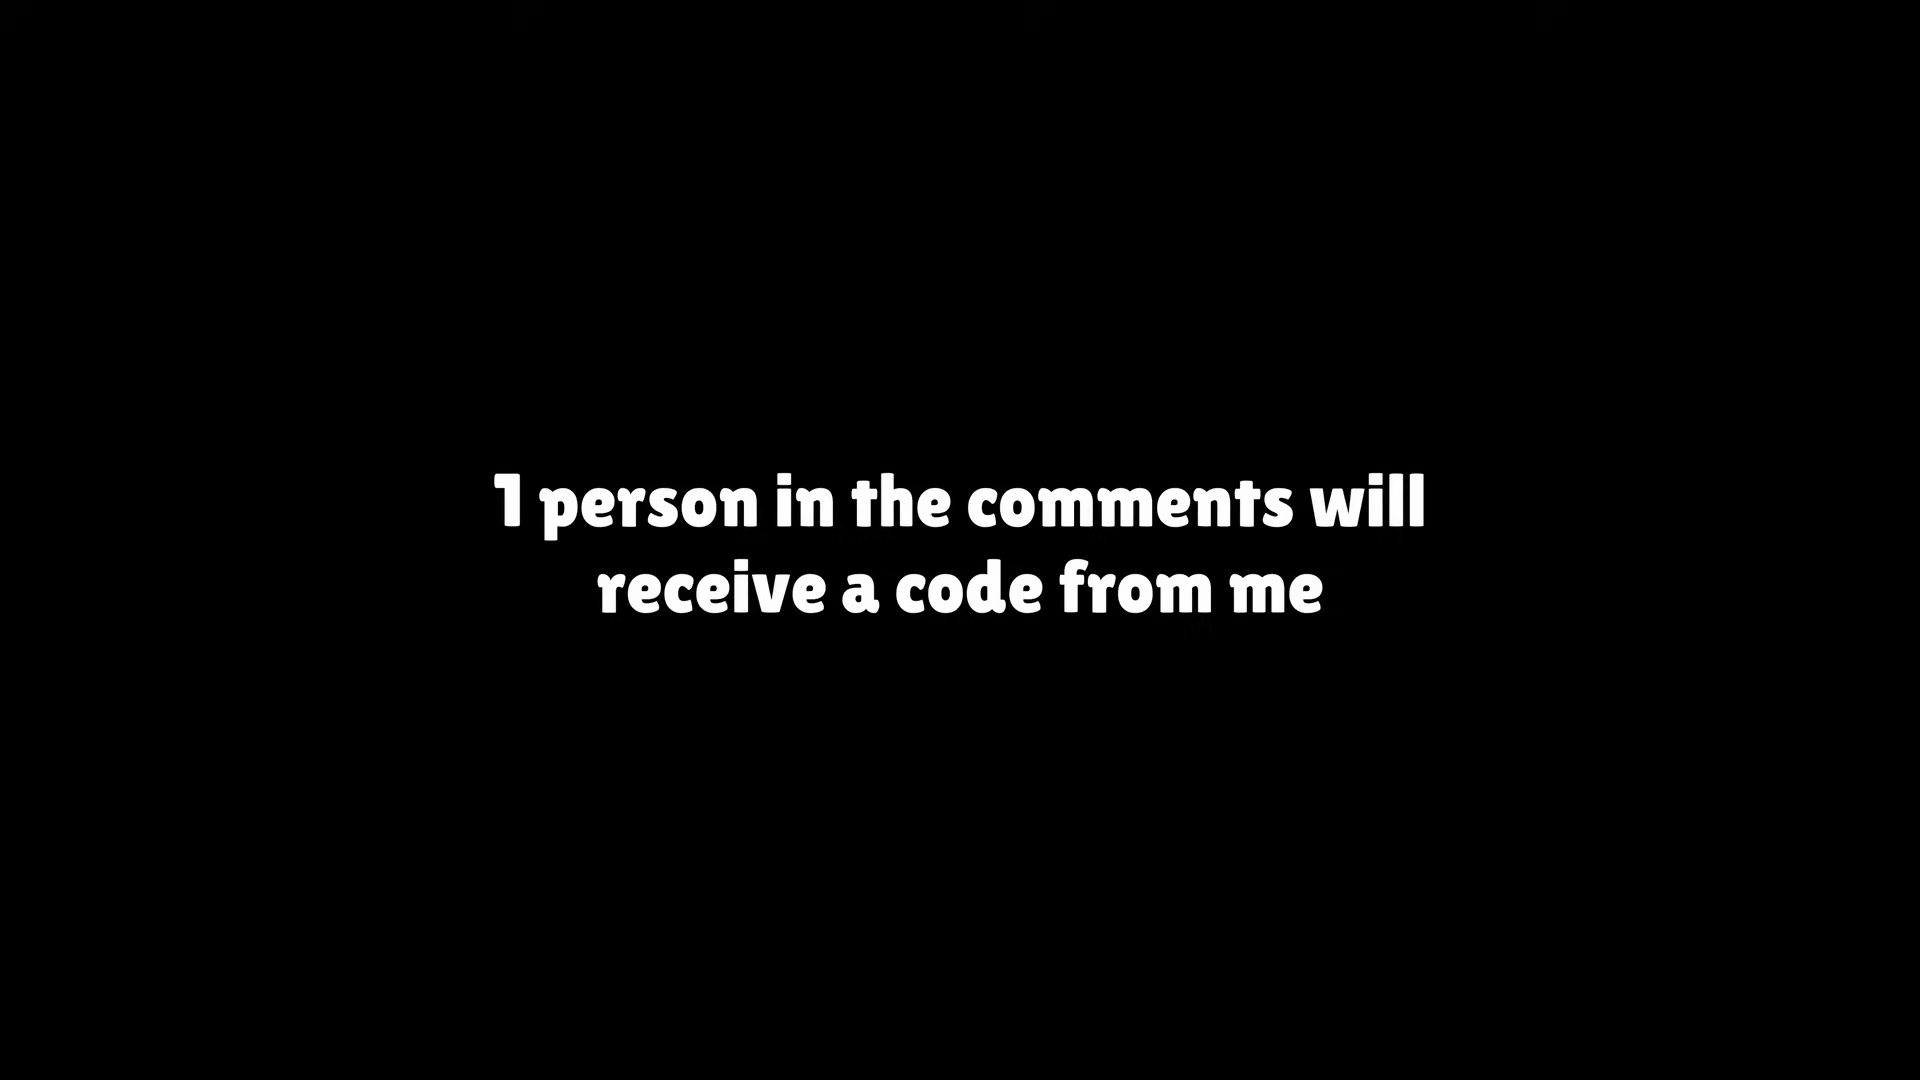 1 person in the comments will
receive a code from me